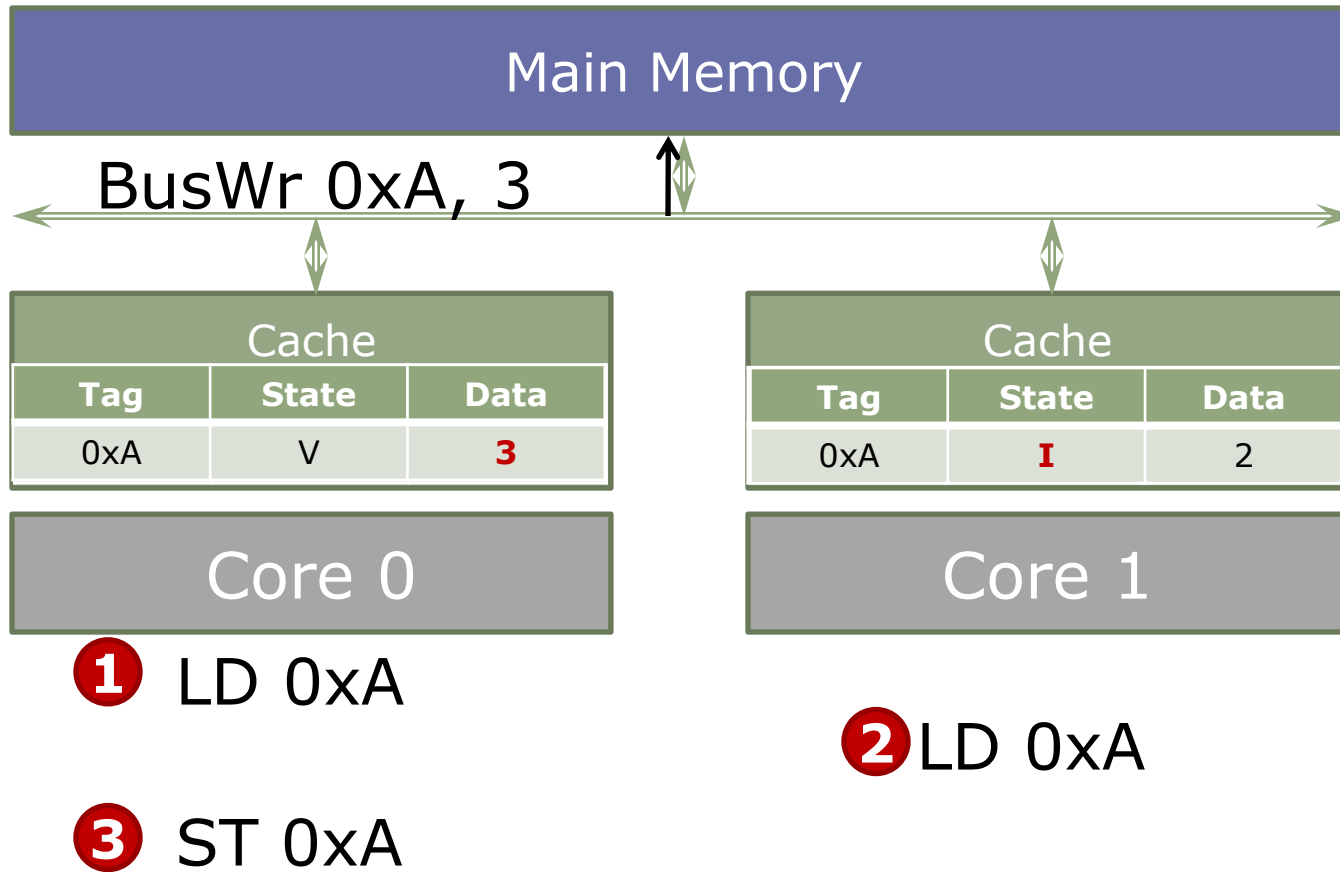 Main Memory
BusWr 0xA, 3
Cache
Tag State Data
0xA V 3
Core 0
Cache
Tag State Data
0xA I 2
Core 1
1 LD 0xA
2 LD 0xA
3 ST 0xA